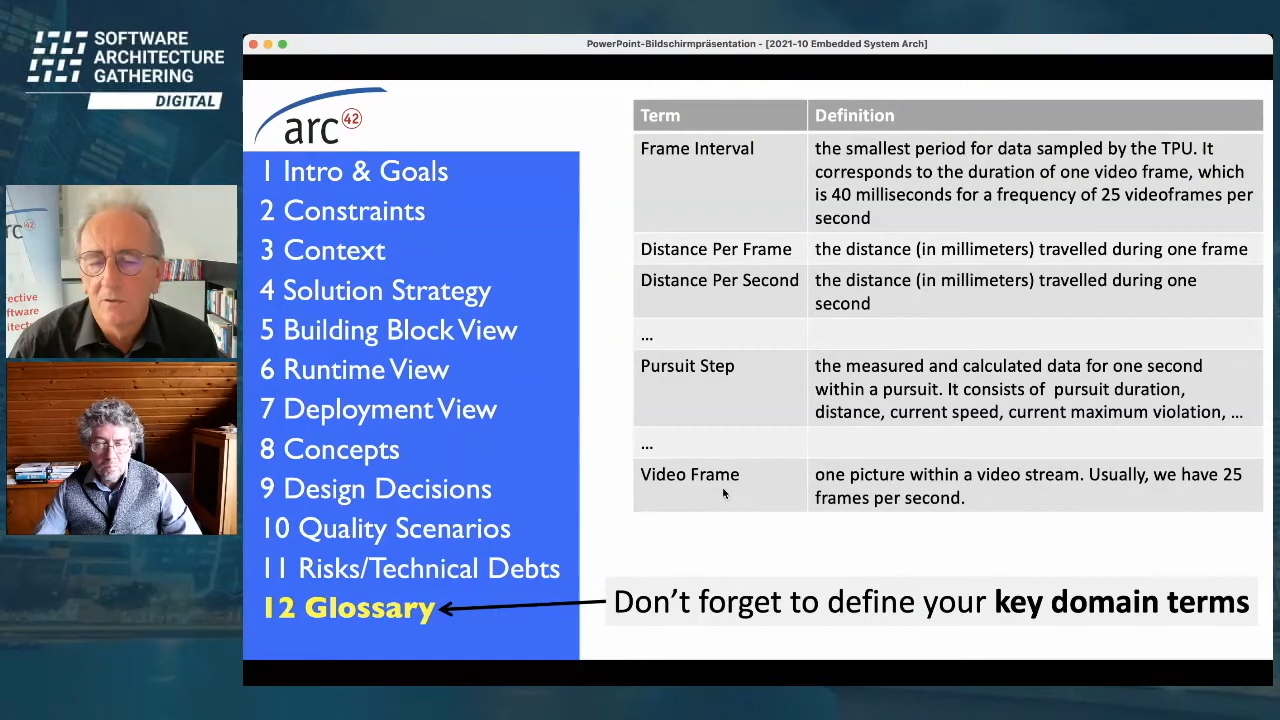 SOFTWARE
ARCHITECTURE
GATHERING
DIGITAL
PowerPoint-Bildschirmpräsentation - [2021-10 Embedded System Arch]
arc 42
1 Intro & Goals
2 Constraints
3 Context
4 Solution Strategy
5 Building Block View
6 Runtime View
7 Deployment View
8 Concepts
9 Design Decisions
10 Quality Scenarios
11 Risks/Technical Debts
12 Glossary
Term Definition
Frame Interval the smallest period for data sampled by the TPU. It
corresponds to the duration of one video frame, which
is 40 milliseconds for a frequency of 25 videoframes per
second
Distance Per Frame the distance (in millimeters) travelled during one frame
Distance Per Second the distance (in millimeters) travelled during one
second
...
Pursuit Step the measured and calculated data for one second
within a pursuit. It consists of pursuit duration,
distance, current speed, current maximum violation, ...
...
Video Frame one picture within a video stream. Usually, we have 25
frames per second.
Don't forget to define your key domain terms